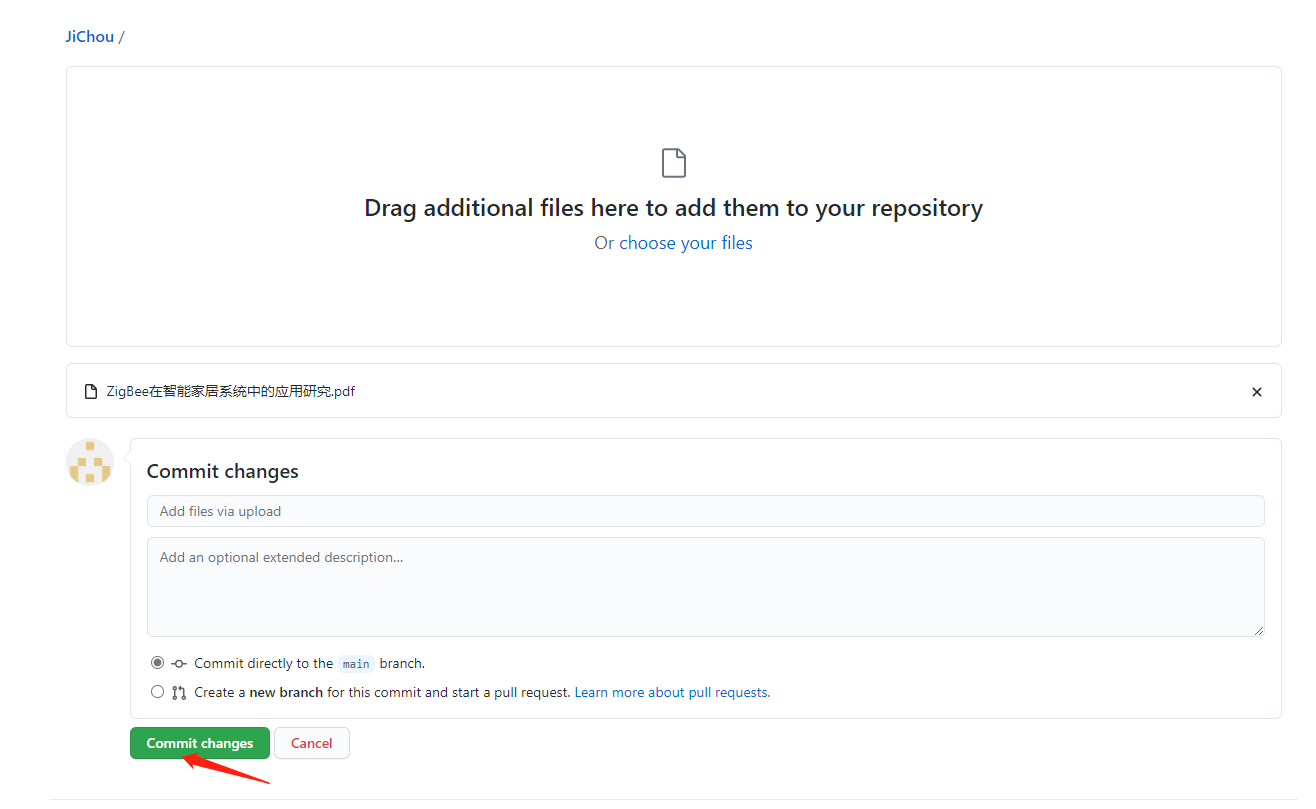 JiChou /
Drag additional files here to add them to your repository
Or choose your files
ZigBee在智能家居系统中的应用研究.pdf
Commit changes
Add files via upload
Add an optional extended description...
Commit directly to the main branch.
Create a new branch for this commit and start a pull request. Learn more about pull requests.
Commit changes Cancel